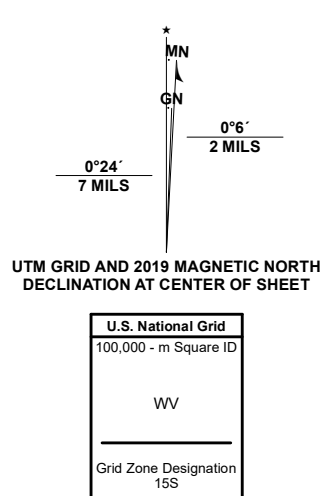 ★
MN
GN
0°6´
2 MILS
0°24´
7 MILS
UTM GRID AND 2019 MAGNETIC NORTH
DECLINATION AT CENTER OF SHEET
U.S. National Grid
100,000 - m Square ID
WV
Grid Zone Designation
15S